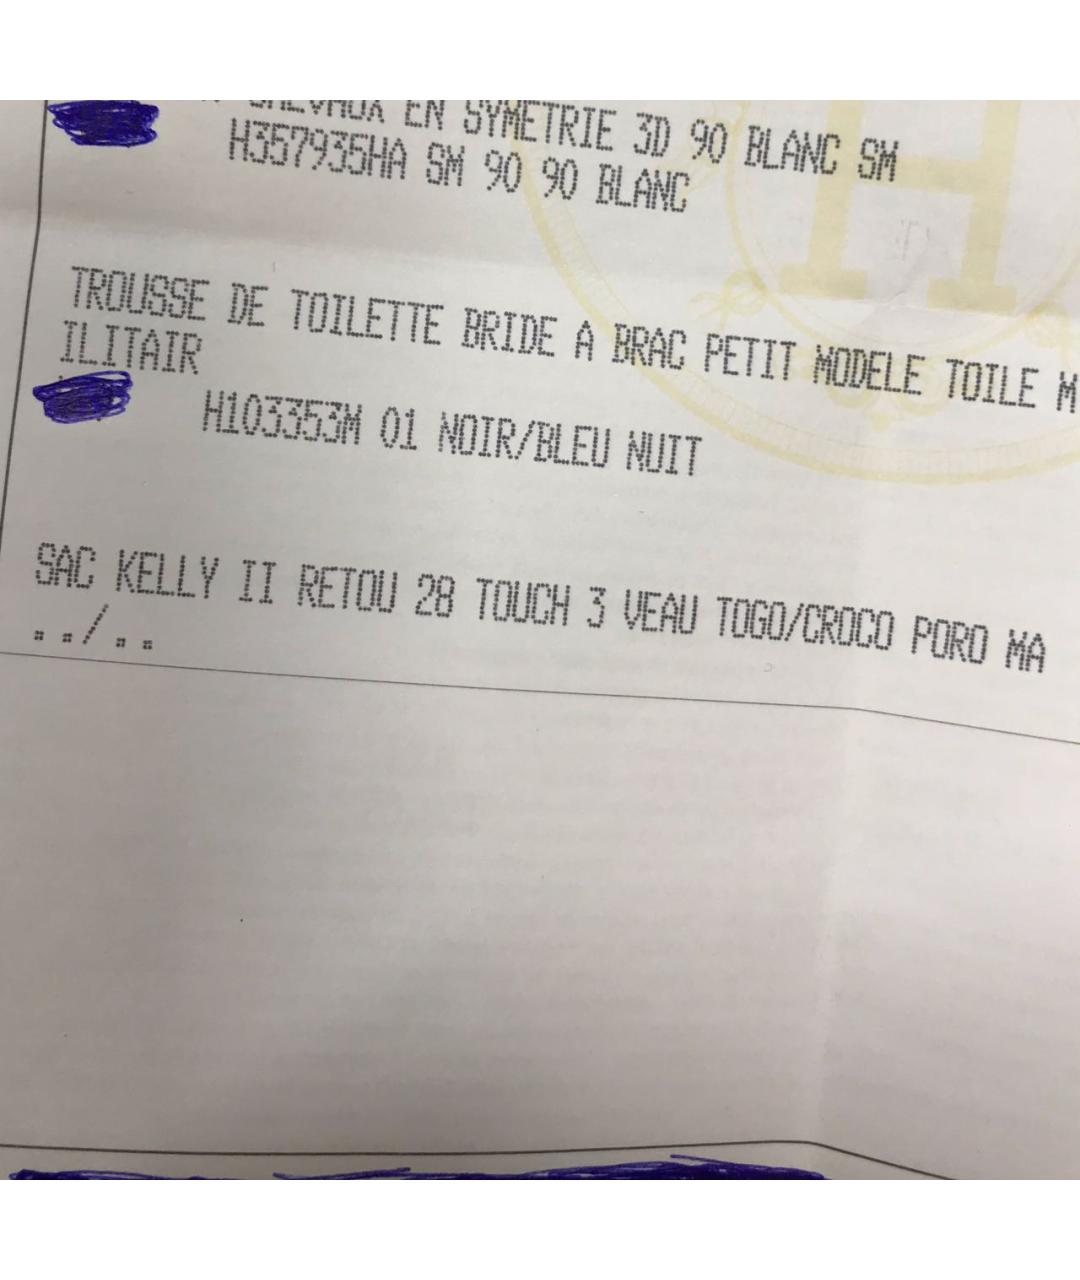 CHEVAUX EN SYMETRIE 3D 90 BLANC SM
H357935HA SM 90 90 BLANC
TROUSSE DE TOILETTE BRIDE A BRAC PETIT MODELE TOILE M
ILITAIR
H103353M 01 NOIR/BLEU NUIT
SAC KELLY II RETOU 28 TOUCH 3 VEAU TOGO/CROCO PORO MA
../..
H